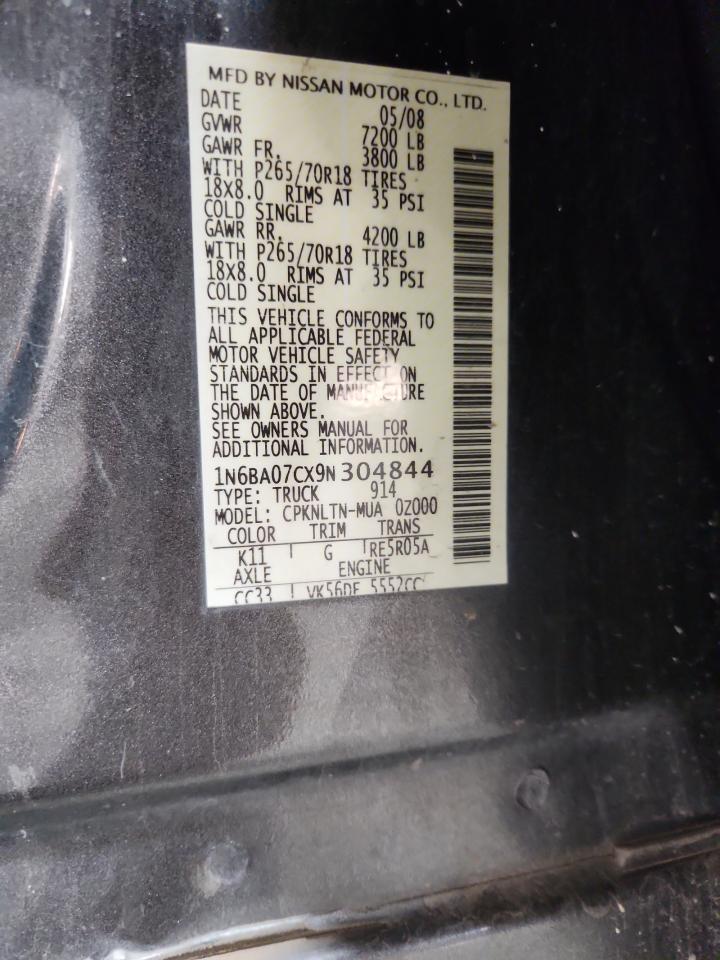 MFD BY NISSAN MOTOR CO., LTD.
DATE 05/08
GVWR 7200 LB
GAWR FR. 3800 LB
WITH P265/70R18 TIRES
18X8.0 RIMS AT 35 PSI
COLD SINGLE
GAWR RR. 4200 LB
WITH P265/70R18 TIRES
18X8.0 RIMS AT 35 PSI
COLD SINGLE
THIS VEHICLE CONFORMS TO
ALL APPLICABLE FEDERAL
MOTOR VEHICLE SAFETY
STANDARDS IN EFFECT ON
THE DATE OF MANUFACTURE
SHOWN ABOVE.
SEE OWNERS MANUAL FOR
ADDITIONAL INFORMATION.
1N6BA07CX9N304844
TYPE: TRUCK 914
MODEL: CPKNLTN-MUA 0Z000
COLOR TRIM TRANS
K11 G RE5R05A
AXLE ENGINE
CC33 VK56DE 5552CC